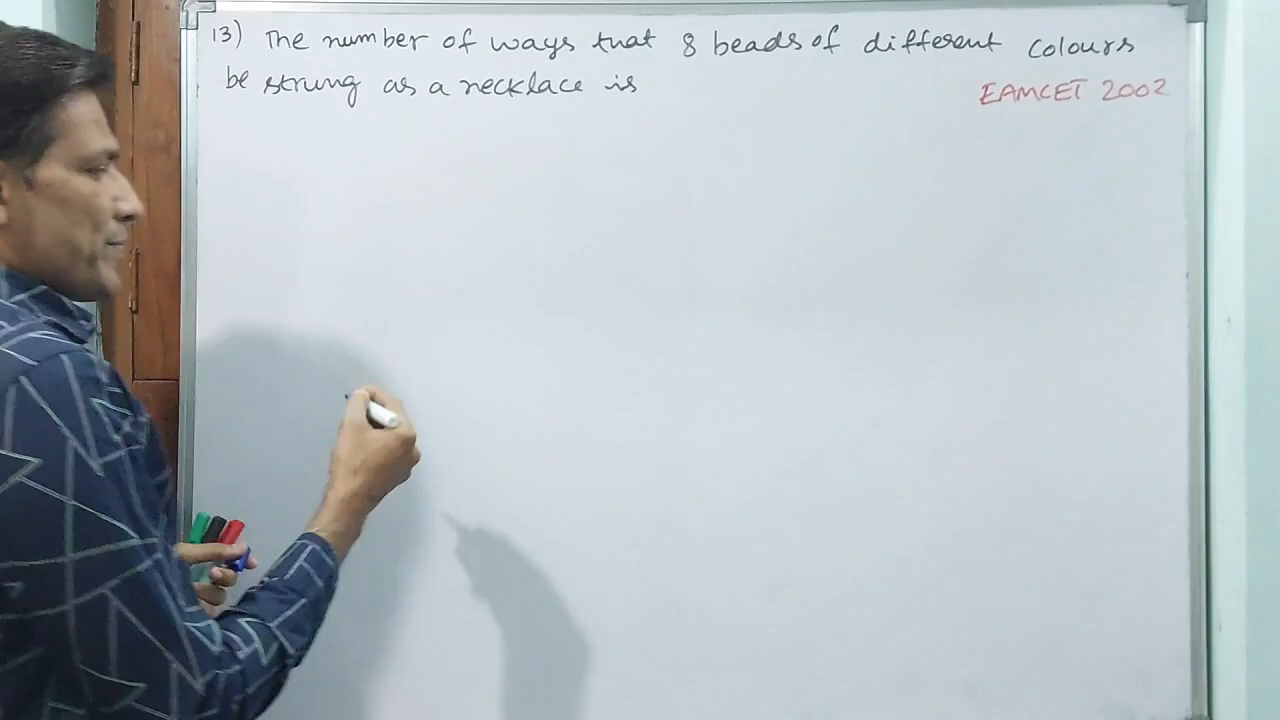 13) The number of ways that 8 beads of different colours
be strung as a necklace is
EAMCET 2002